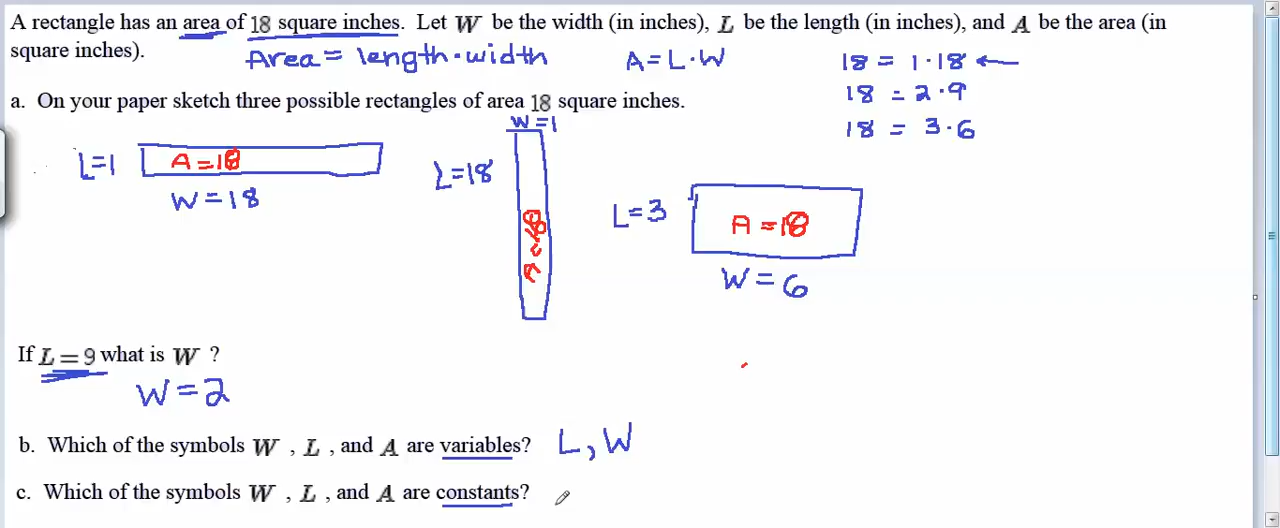 A rectangle has an area of 18 square inches. Let W be the width (in inches), L be the length (in inches), and A be the area (in
square inches).
Area = length · width
A = L · W
18 = 1 · 18 ←
18 = 2 · 9
18 = 3 · 6
a. On your paper sketch three possible rectangles of area 18 square inches.
L=1
A=18
W=18
W=1
L=18
A=18
L=3
A=18
W=6
If L = 9 what is W ?
W=2
b. Which of the symbols W , L , and A are variables? L, W
c. Which of the symbols W , L , and A are constants?